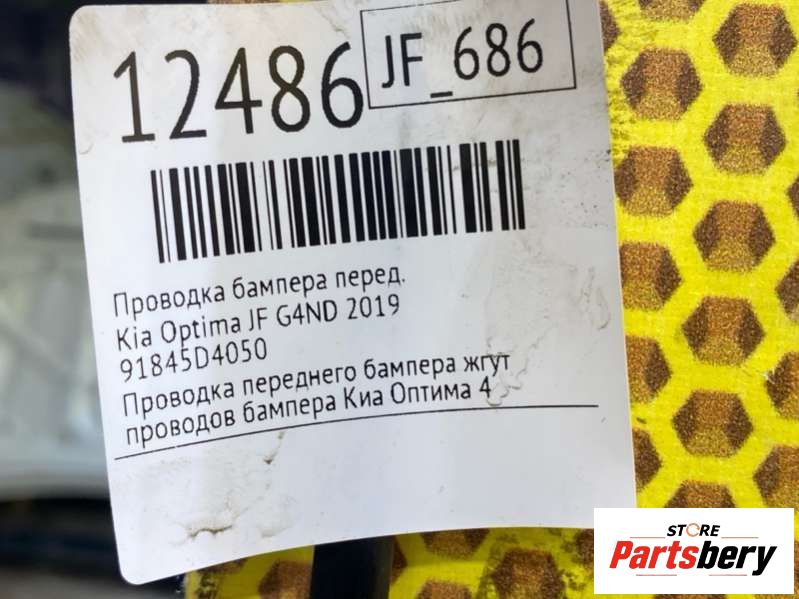 12486
JF_686
Проводка бампера перед.
Kia Optima JF G4ND 2019
91845D4050
Проводка переднего бампера жгут
проводов бампера Киа Оптима 4
STORE
Partsbery